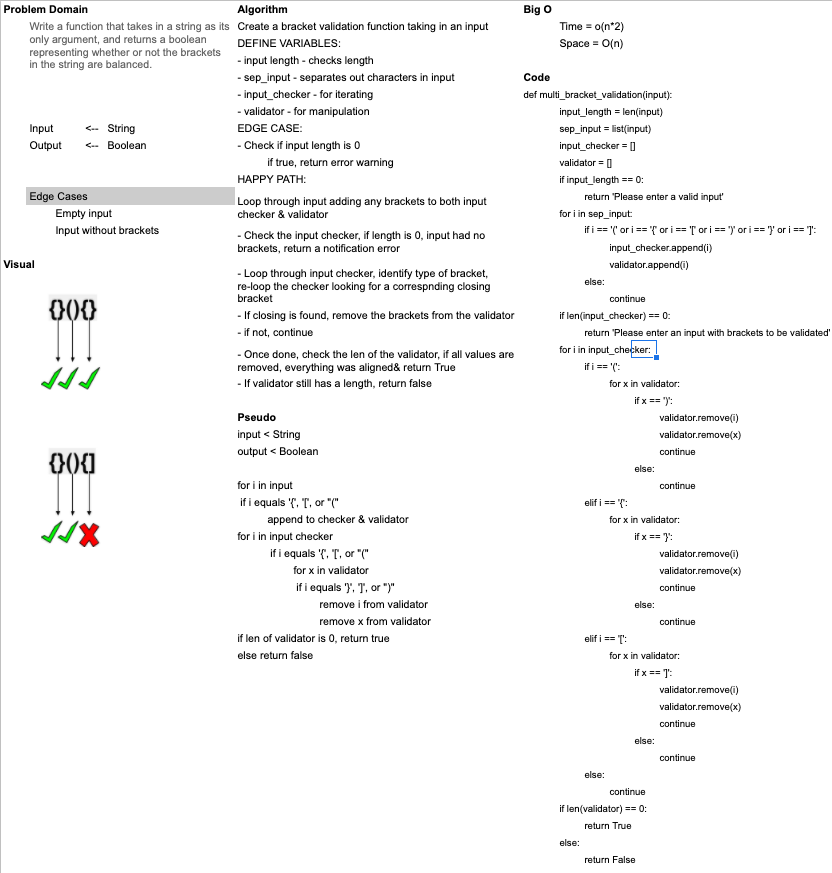 Problem Domain
Write a function that takes in a string as its
only argument, and returns a boolean
representing whether or not the brackets
in the string are balanced.
Input <-- String
Output <-- Boolean
Edge Cases
Empty input
Input without brackets
Visual
{}(){}
{}(){]
Algorithm
Create a bracket validation function taking in an input
DEFINE VARIABLES:
- input length - checks length
- sep_input - separates out characters in input
- input_checker - for iterating
- validator - for manipulation
EDGE CASE:
- Check if input length is 0
if true, return error warning
HAPPY PATH:
Loop through input adding any brackets to both input
checker & validator
- Check the input checker, if length is 0, input had no
brackets, return a notification error
- Loop through input checker, identify type of bracket,
re-loop the checker looking for a correspnding closing
bracket
- If closing is found, remove the brackets from the validator
- if not, continue
- Once done, check the len of the validator, if all values are
removed, everything was aligned& return True
- If validator still has a length, return false
Pseudo
input < String
output < Boolean
for i in input
if i equals '{', '[', or "("
append to checker & validator
for i in input checker
if i equals '{', '[', or "("
for x in validator
if i equals '}', ']', or ")"
remove i from validator
remove x from validator
if len of validator is 0, return true
else return false
Big O
Time = o(n*2)
Space = O(n)
Code
def multi_bracket_validation(input):
input_length = len(input)
sep_input = list(input)
input_checker = []
validator = []
if input_length == 0:
return 'Please enter a valid input'
for i in sep_input:
if i == '(' or i == '{' or i == '[' or i == ')' or i == '}' or i == ']':
input_checker.append(i)
validator.append(i)
else:
continue
if len(input_checker) == 0:
return 'Please enter an input with brackets to be validated'
for i in input_checker:
if i == '(':
for x in validator:
if x == ')':
validator.remove(i)
validator.remove(x)
continue
else:
continue
elif i == '{':
for x in validator:
if x == '}':
validator.remove(i)
validator.remove(x)
continue
else:
continue
elif i == '[':
for x in validator:
if x == ']':
validator.remove(i)
validator.remove(x)
continue
else:
continue
else:
continue
if len(validator) == 0:
return True
else:
return False